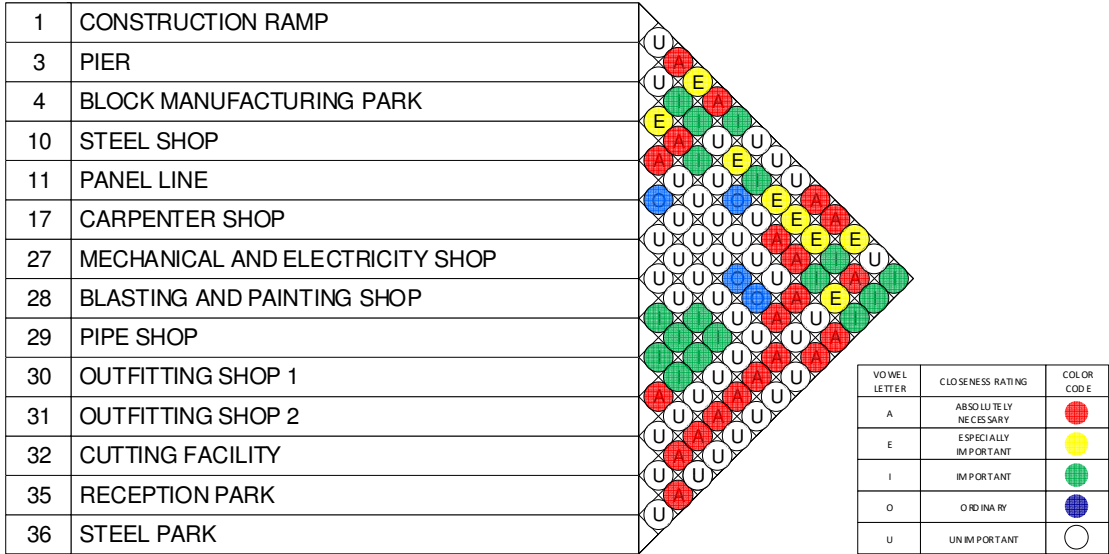 1 CONSTRUCTION RAMP
3 PIER
4 BLOCK MANUFACTURING PARK
10 STEEL SHOP
11 PANEL LINE
17 CARPENTER SHOP
27 MECHANICAL AND ELECTRICITY SHOP
28 BLASTING AND PAINTING SHOP
29 PIPE SHOP
30 OUTFITTING SHOP 1
31 OUTFITTING SHOP 2
32 CUTTING FACILITY
35 RECEPTION PARK
36 STEEL PARK
U
A
U E
I A
E I I
A U U
A I E U
U U I U
O U O E A
U U U E A
U U U A E E
U U U A I U
U U O U I A I
U U O A E I
I I U A U I
I I U U A
I I U A A
I U A U
A U A U
U A U
U A U
A U
U U
A
U
VOWEL LETTER CLOSENESS RATING COLOR CODE
A ABSOLUTELY NECESSARY
E ESPECIALLY IMPORTANT
I IMPORTANT
O ORDINARY
U UNIMPORTANT